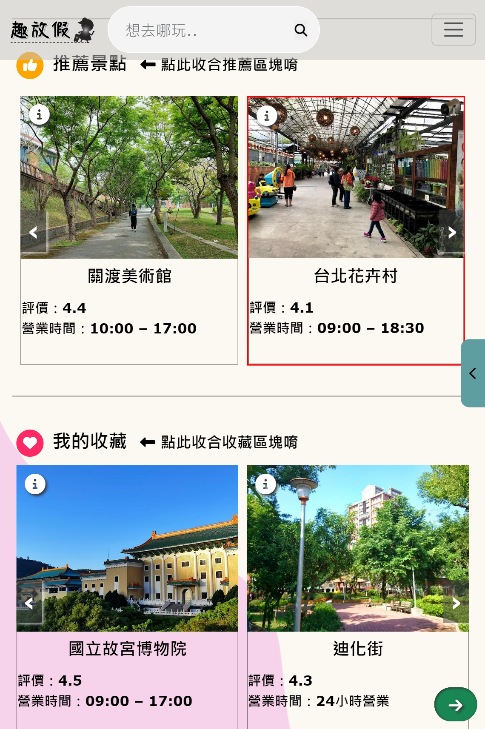 趣放假
想去哪玩..
推薦景點 點此收合推薦區塊唷
關渡美術館
評價：4.4
營業時間：10:00 – 17:00
台北花卉村
評價：4.1
營業時間：09:00 – 18:30
我的收藏 點此收合收藏區塊唷
國立故宮博物院
評價：4.5
營業時間：09:00 – 17:00
迪化街
評價：4.3
營業時間：24小時營業